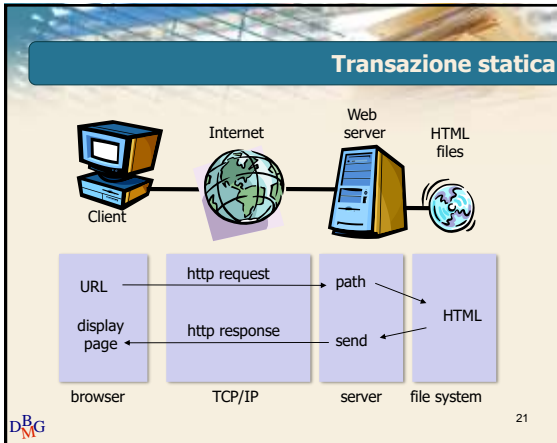 Transazione statica
Internet
Web
server
HTML
files
Client
URL
http request
path
HTML
display
page
http response
send
browser
TCP/IP
server
file system
DBMG
21